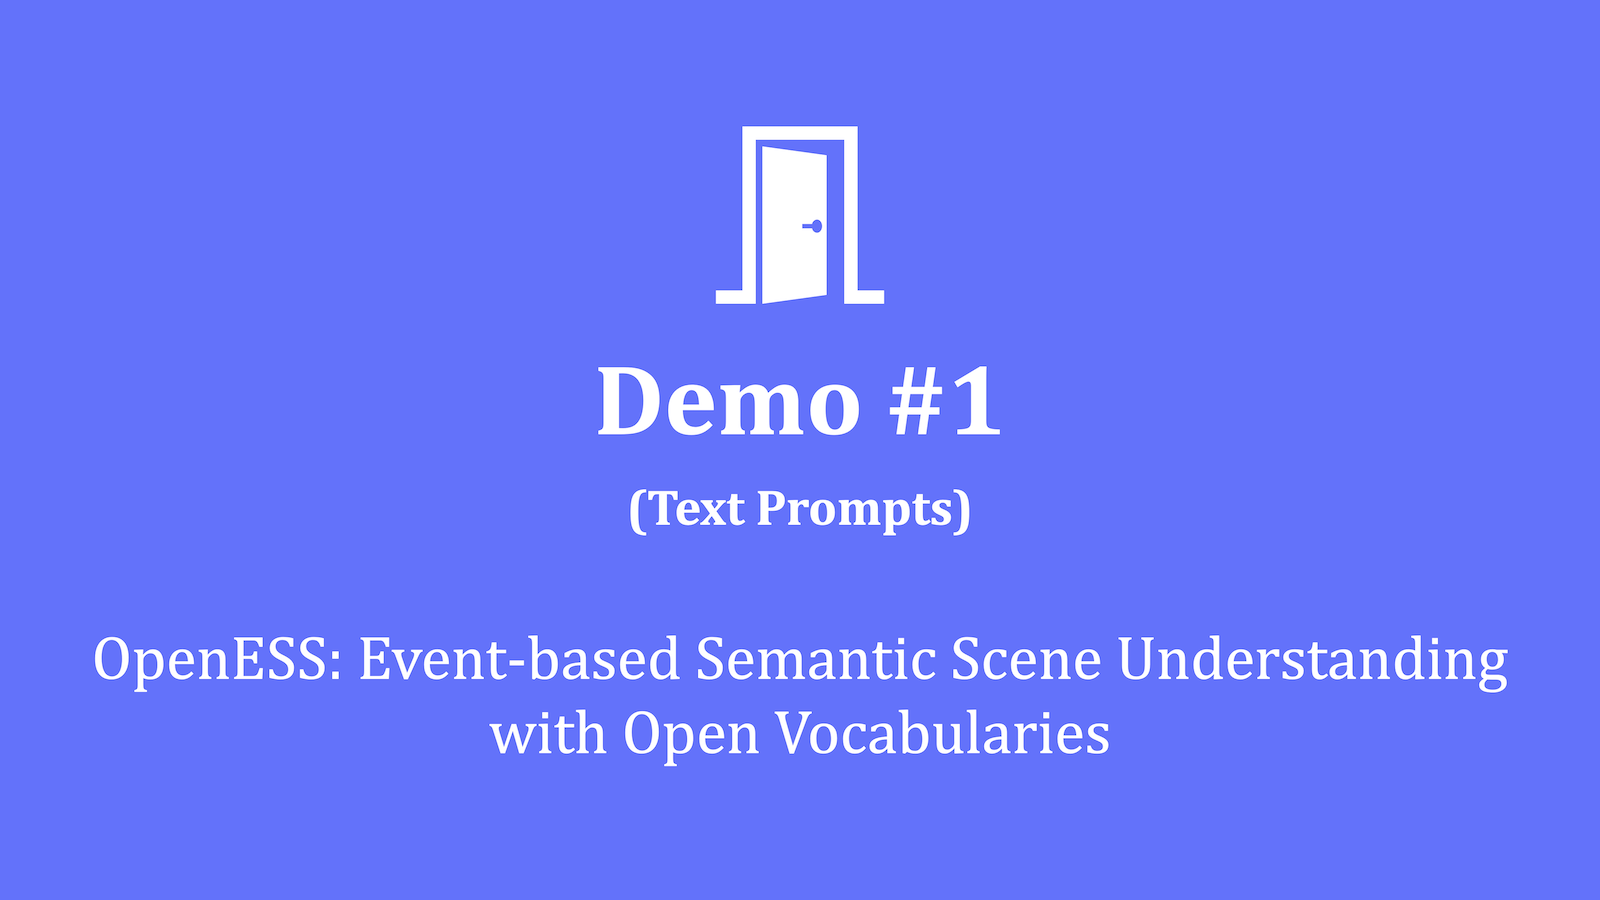 Demo #1
(Text Prompts)
OpenESS: Event-based Semantic Scene Understanding
with Open Vocabularies